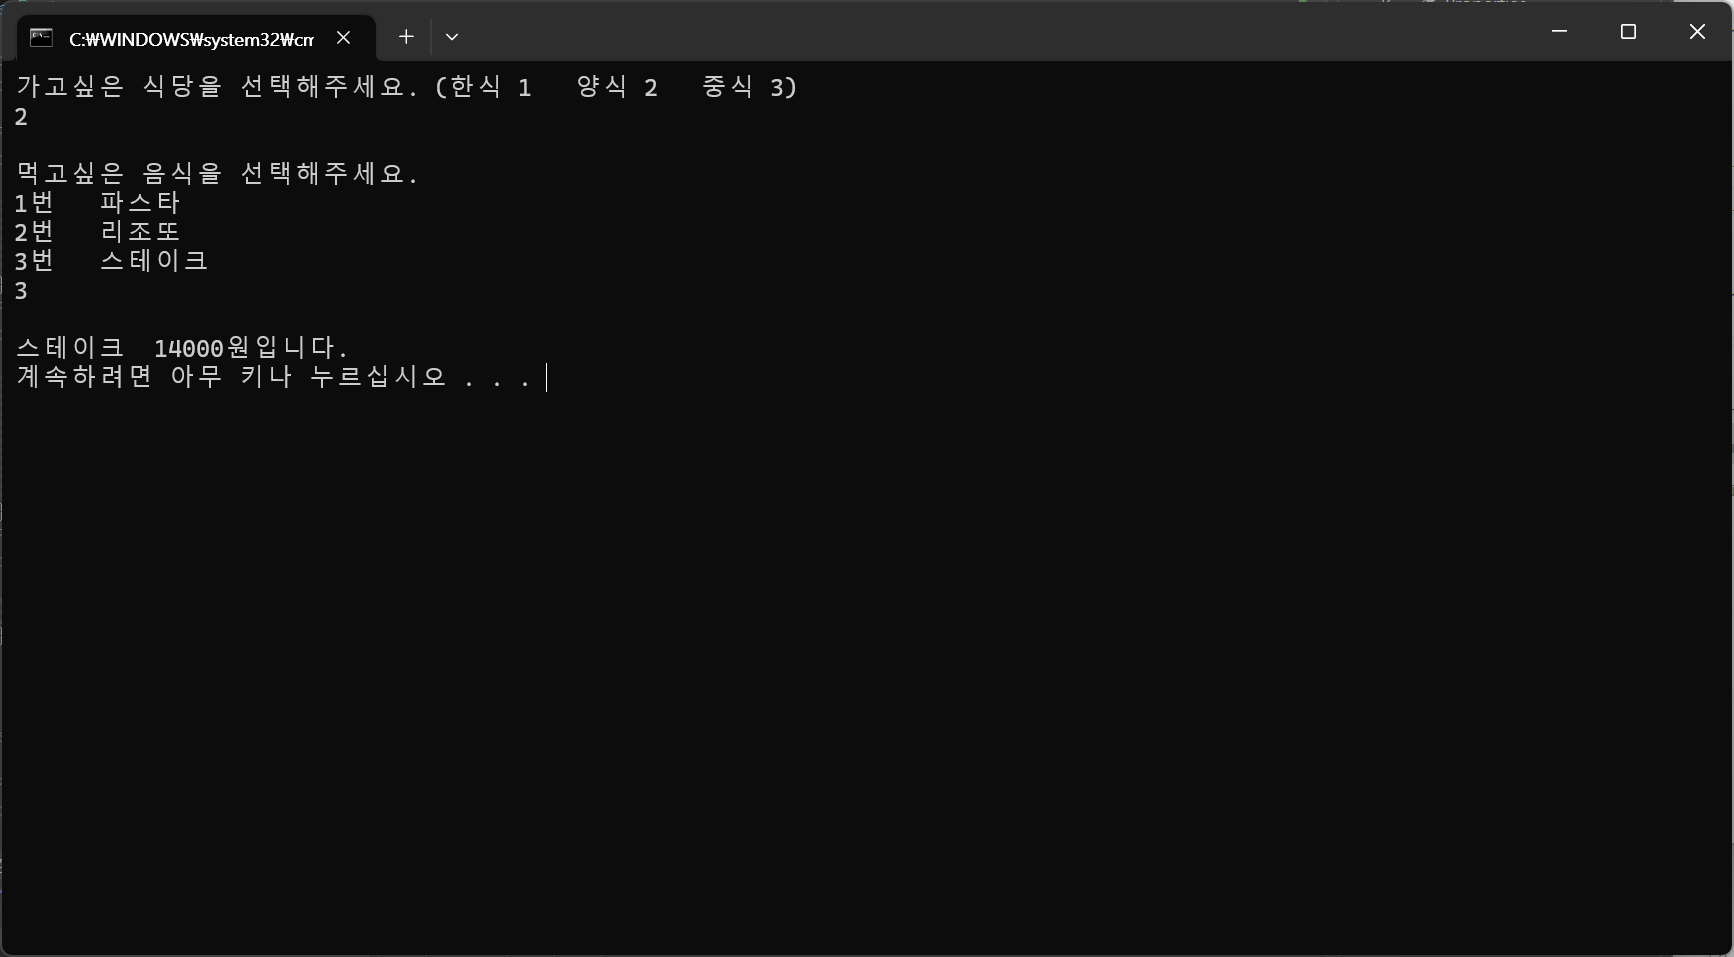 C:₩WINDOWS₩system32₩cm
가고싶은 식당을 선택해주세요. (한식 1   양식 2   중식 3)
2
먹고싶은 음식을 선택해주세요.
1번   파스타
2번   리조또
3번   스테이크
3
스테이크  14000원입니다.
계속하려면 아무 키나 누르십시오 . . .